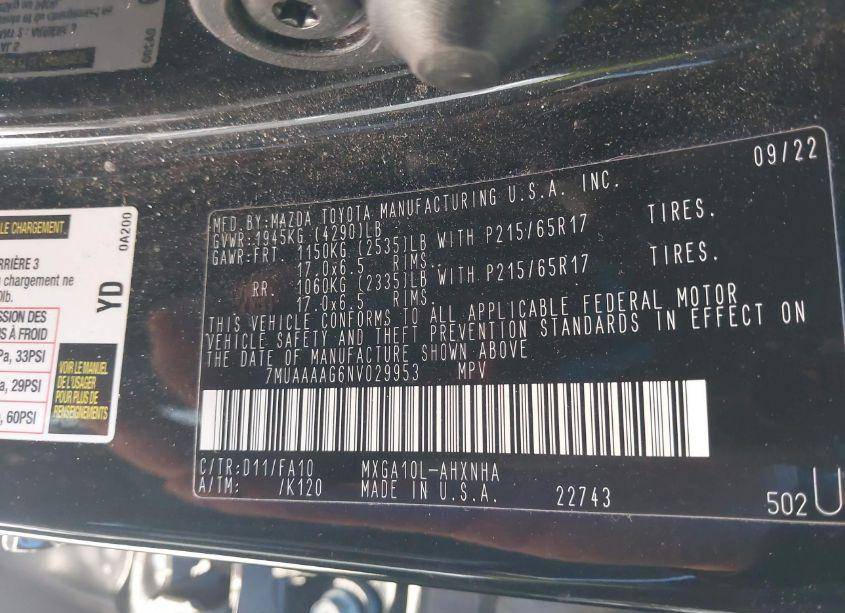 09/22
MFD.BY:MAZDA TOYOTA MANUFACTURING U.S.A. INC.
GVWR:1945KG (4290)LB
GAWR:FRT. 1150KG (2535)LB WITH P215/65R17 TIRES.
17.0x6.5 RIMS.
RR. 1060KG (2335)LB WITH P215/65R17 TIRES.
17.0x6.5 RIMS.
THIS VEHICLE CONFORMS TO ALL APPLICABLE FEDERAL MOTOR
VEHICLE SAFETY AND THEFT PREVENTION STANDARDS IN EFFECT ON
THE DATE OF MANUFACTURE SHOWN ABOVE
7MUAAAAG6NV029953 MPV
C/TR:D11/FA10 MXGA10L-AHXNHA
A/TM: /K120 MADE IN U.S.A. 22743
502 U
LE CHARGEMENT
0A200
YD
ARRIÈRE 3
chargement ne
lb.
SSION DES
S À FROID
Pa, 33PSI
a, 29PSI
60PSI
VOIR LE MANUEL
DE L'USAGER
POUR PLUS DE
RENSEIGNEMENTS